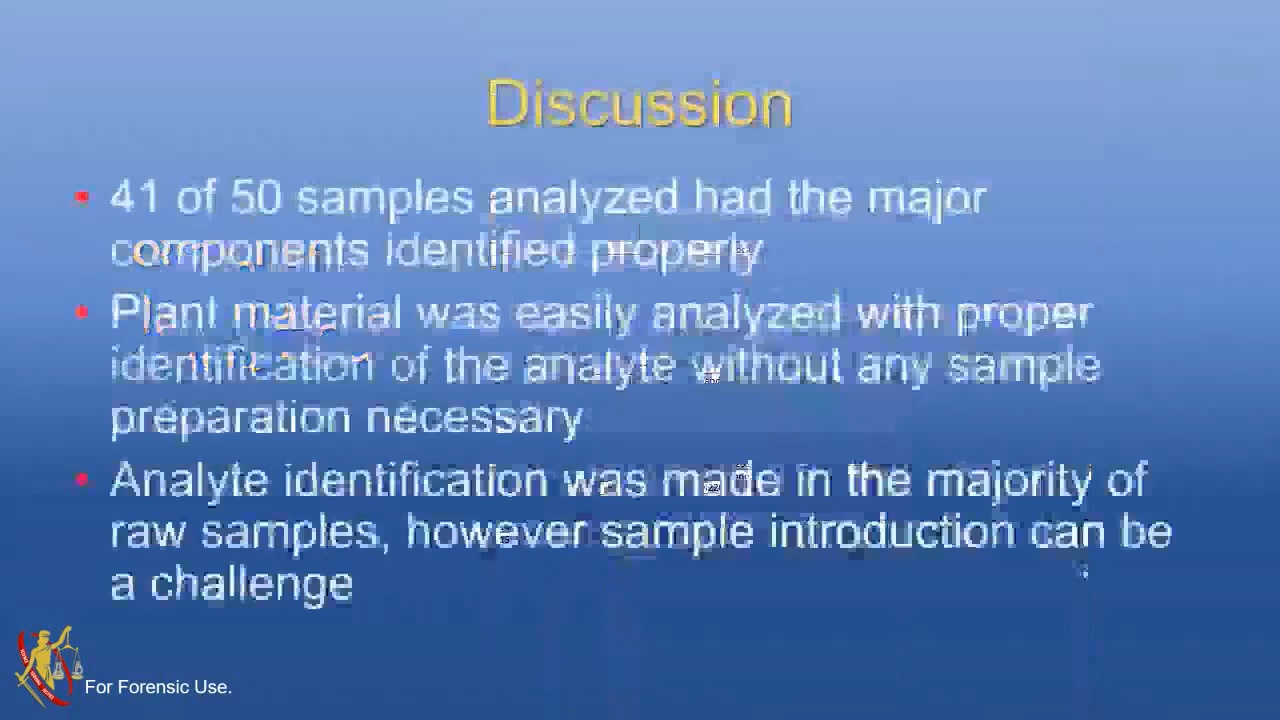 Discussion
• 41 of 50 samples analyzed had the major
components identified properly
• Plant material was easily analyzed with proper
identification of the analyte without any sample
preparation necessary
• Analyte identification was made in the majority of
raw samples, however sample introduction can be
a challenge
For Forensic Use.